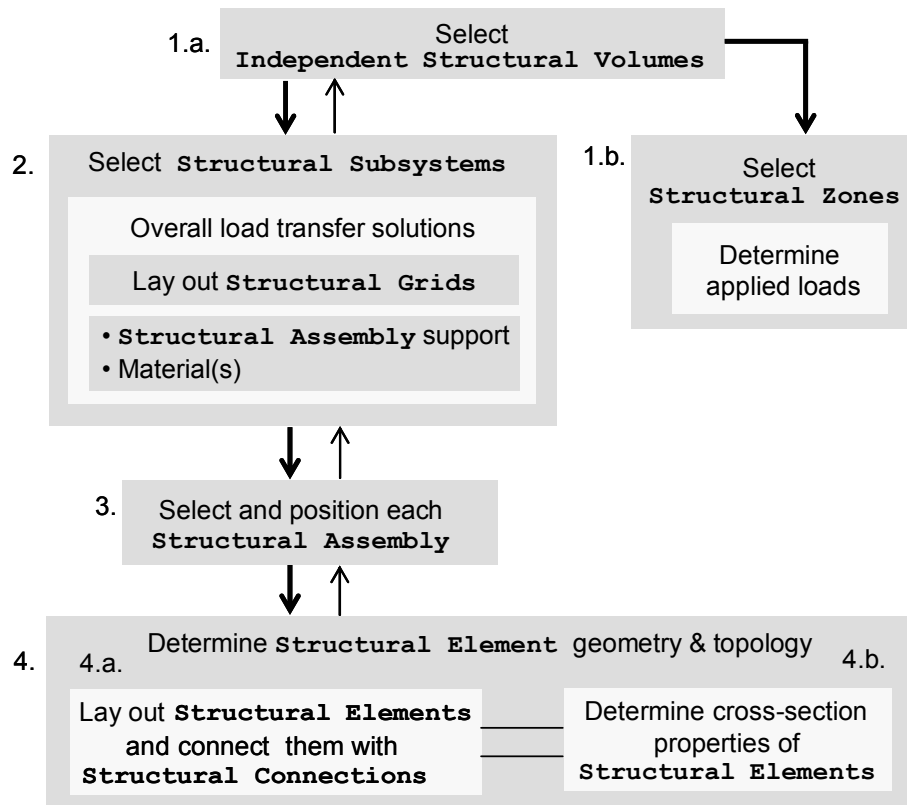 1.a.
Select
Independent Structural Volumes
2.
Select Structural Subsystems
Overall load transfer solutions
Lay out Structural Grids
• Structural Assembly support
• Material(s)
1.b.
Select
Structural Zones
Determine
applied loads
3.
Select and position each
Structural Assembly
4.
Determine Structural Element geometry & topology
4.a.
Lay out Structural Elements
and connect them with
Structural Connections
4.b.
Determine cross-section
properties of
Structural Elements